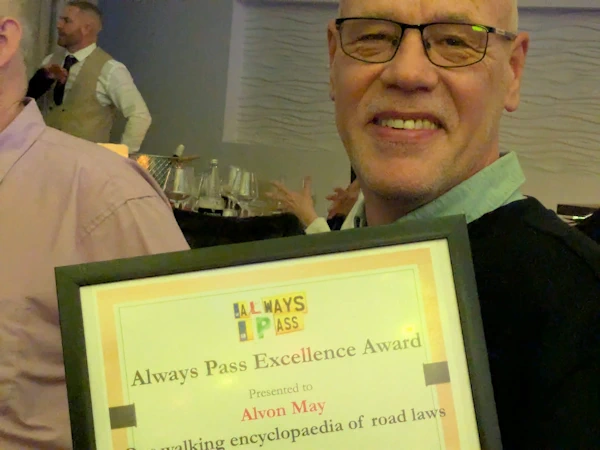 ALWAYS
PASS
Always Pass Excellence Award
Presented to
Alvon May
walking encyclopaedia of road laws